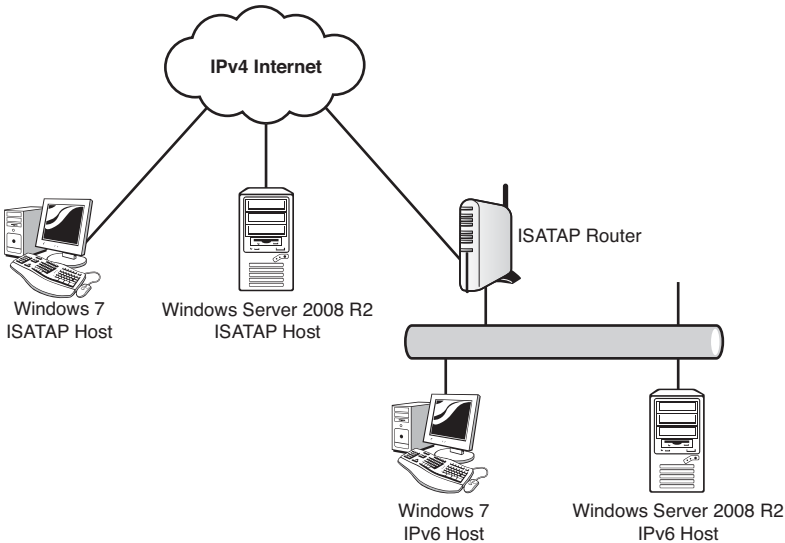 IPv4 Internet
ISATAP Router
Windows 7
ISATAP Host
Windows Server 2008 R2
ISATAP Host
Windows 7
IPv6 Host
Windows Server 2008 R2
IPv6 Host